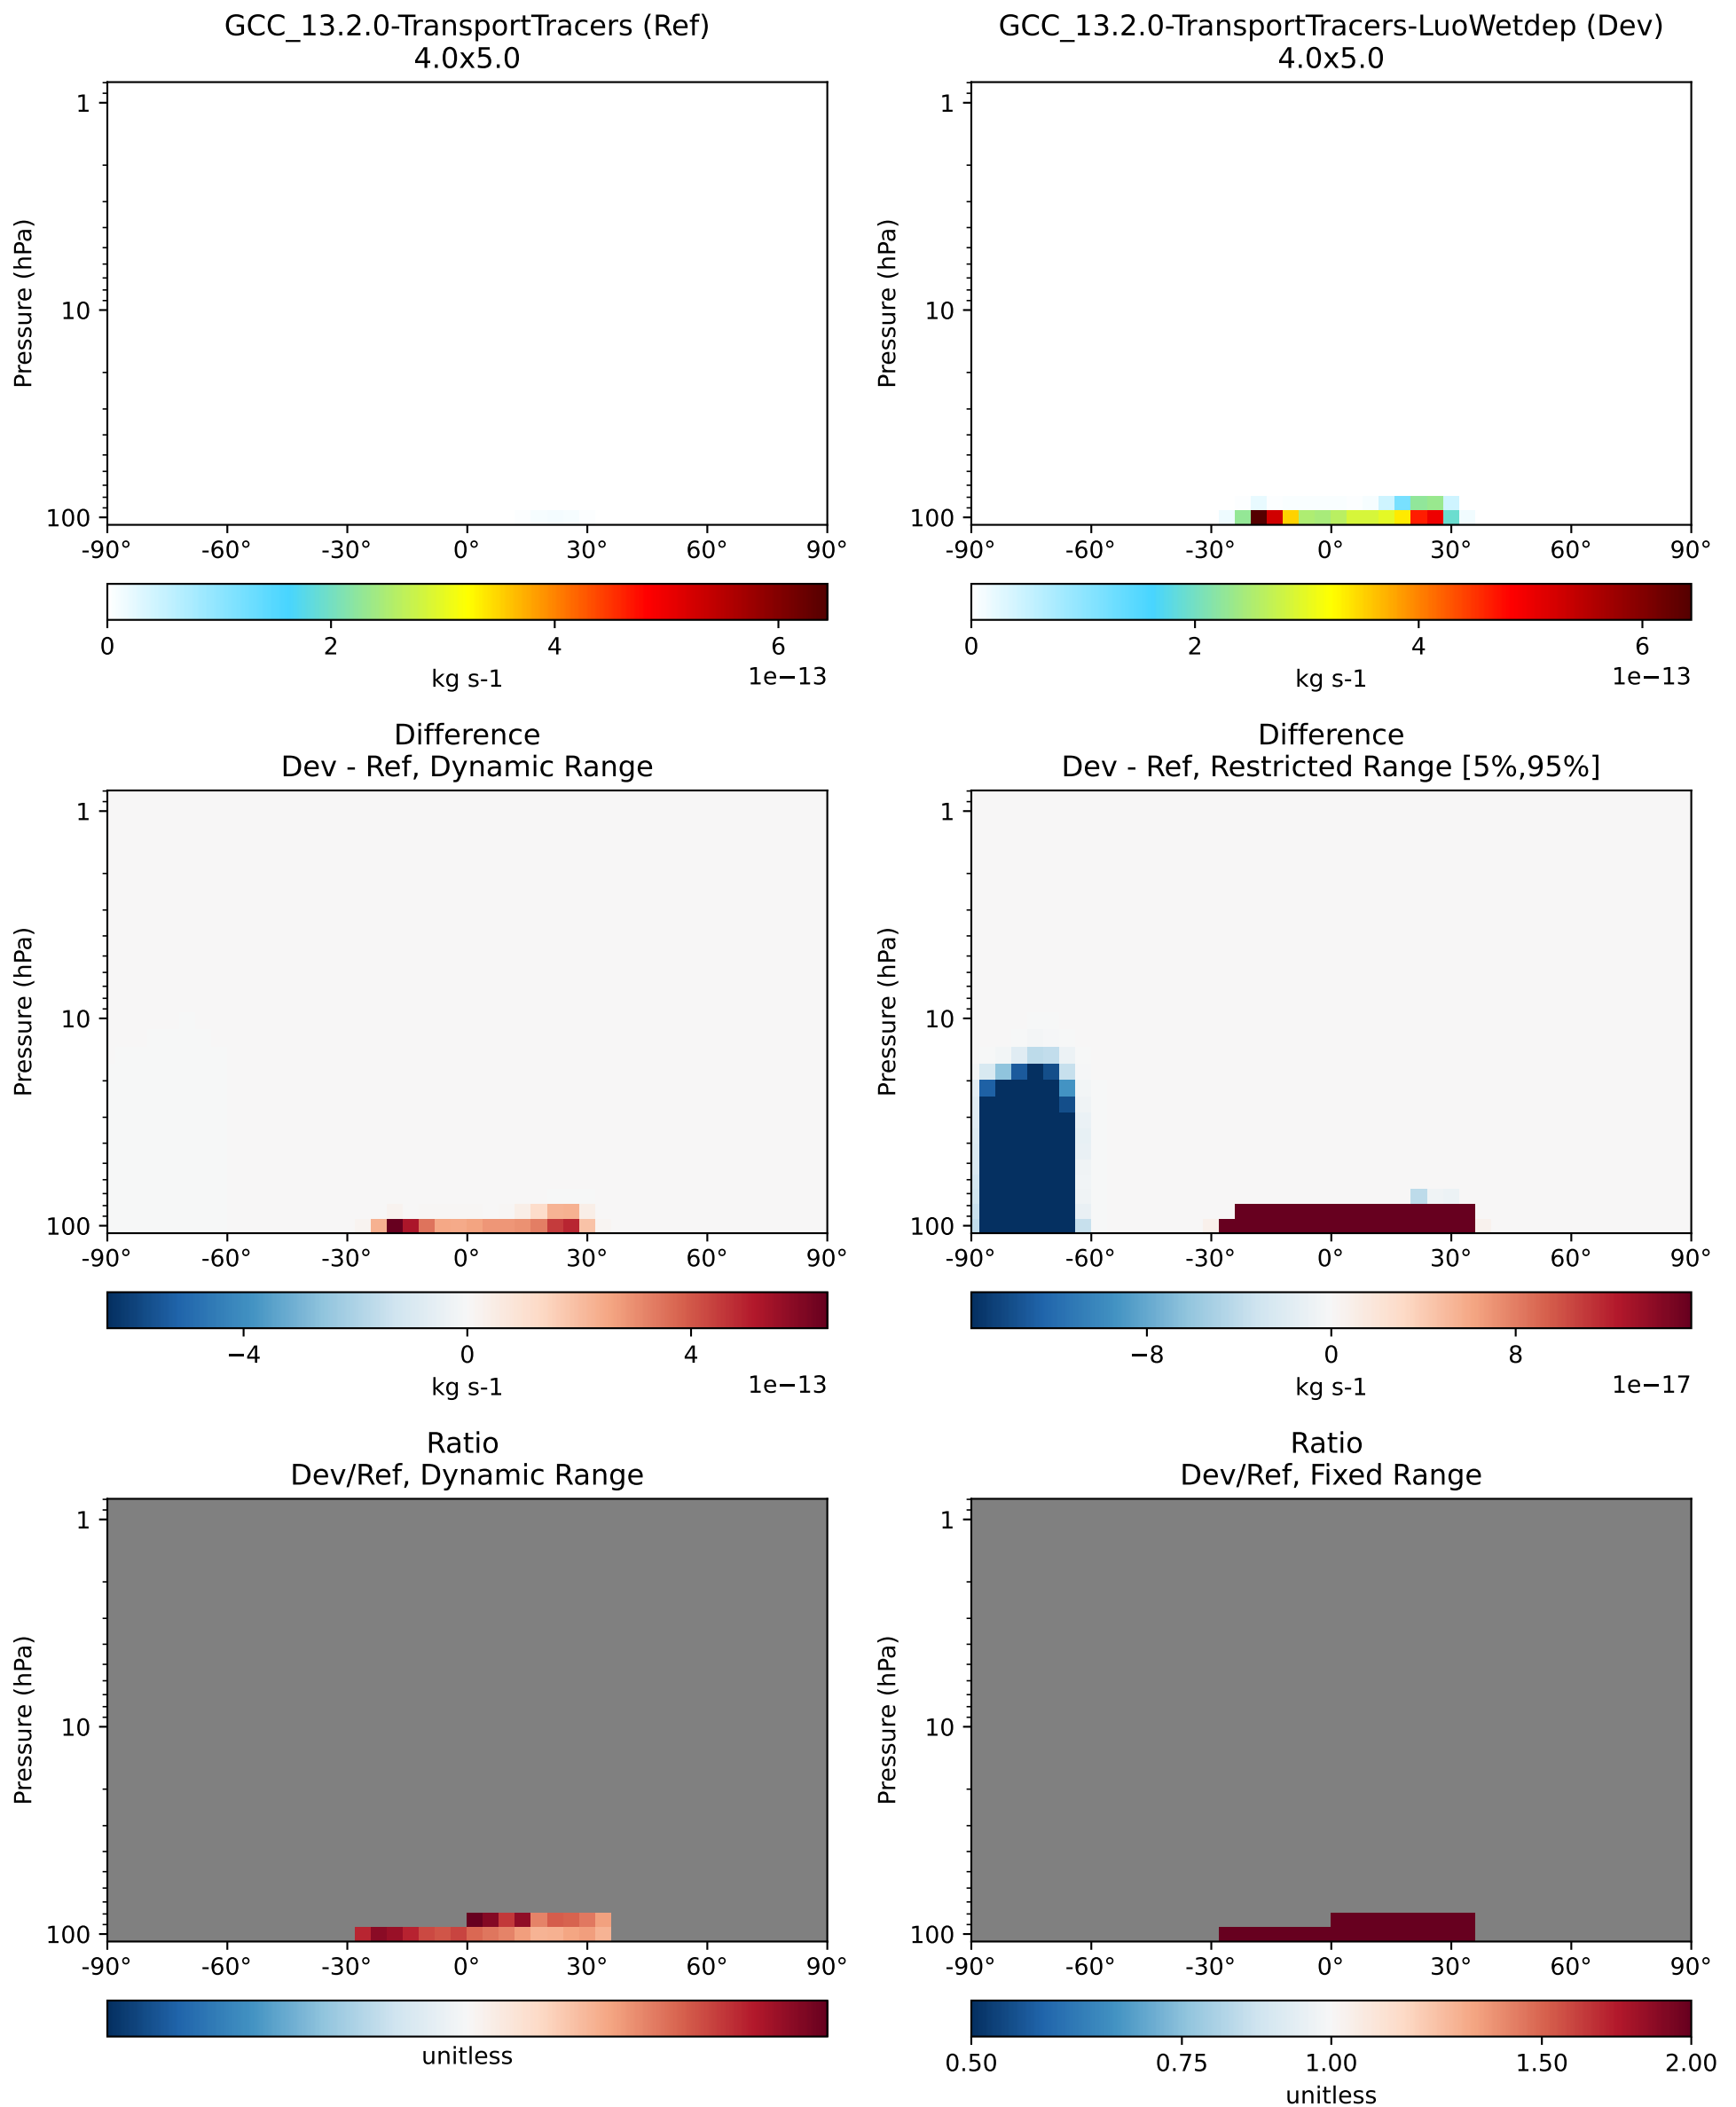 GCC_13.2.0-TransportTracers (Ref)
4.0x5.0
Pressure (hPa)
1
10
100
-90° -60° -30° 0° 30° 60° 90°
0 2 4 6
kg s-1
1e−13
GCC_13.2.0-TransportTracers-LuoWetdep (Dev)
4.0x5.0
Pressure (hPa)
1
10
100
-90° -60° -30° 0° 30° 60° 90°
0 2 4 6
kg s-1
1e−13
Difference
Dev - Ref, Dynamic Range
Pressure (hPa)
1
10
100
-90° -60° -30° 0° 30° 60° 90°
−4 0 4
kg s-1
1e−13
Difference
Dev - Ref, Restricted Range [5%,95%]
Pressure (hPa)
1
10
100
-90° -60° -30° 0° 30° 60° 90°
−8 0 8
kg s-1
1e−17
Ratio
Dev/Ref, Dynamic Range
Pressure (hPa)
1
10
100
-90° -60° -30° 0° 30° 60° 90°
unitless
Ratio
Dev/Ref, Fixed Range
Pressure (hPa)
1
10
100
-90° -60° -30° 0° 30° 60° 90°
0.50 0.75 1.00 1.50 2.00
unitless